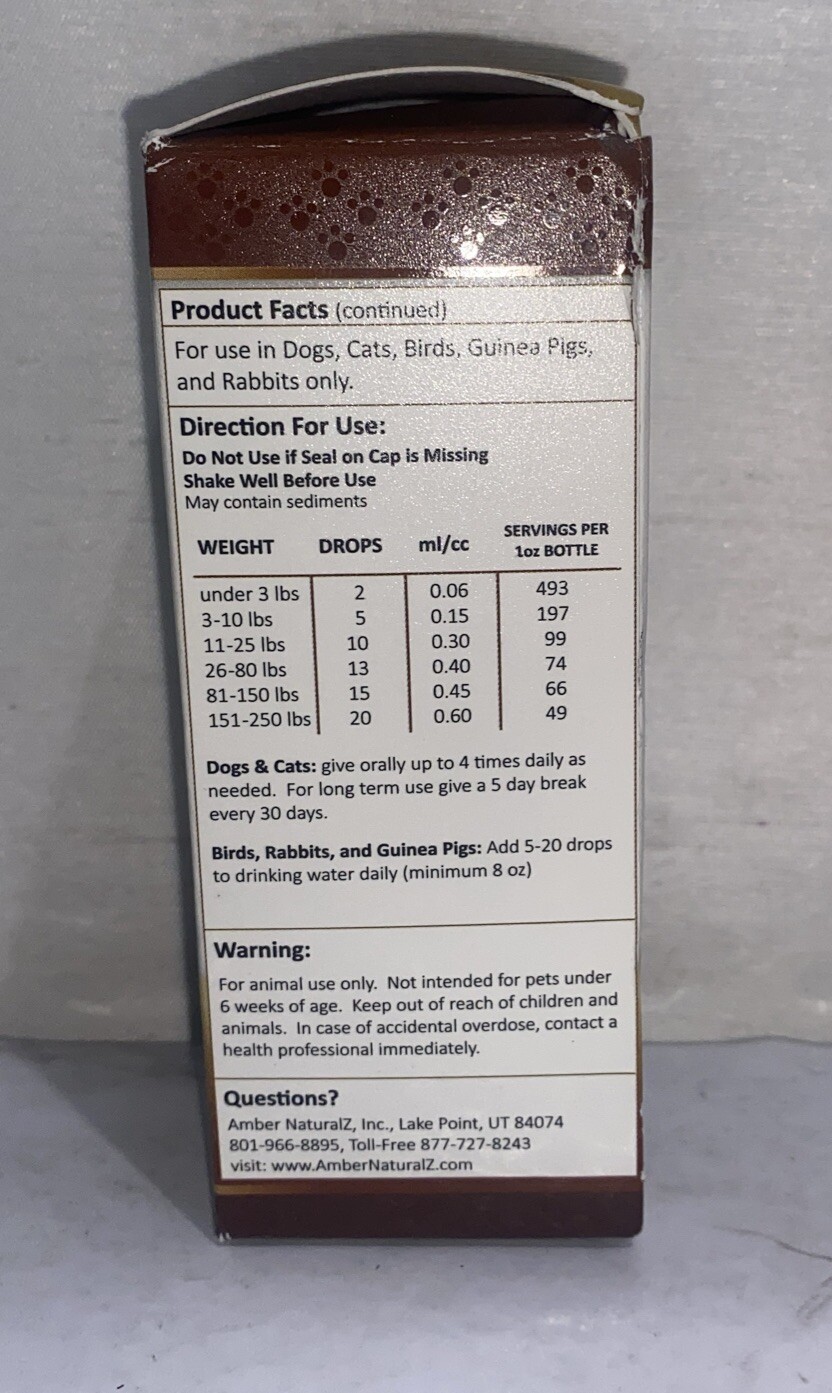 Product Facts (continued)
For use in Dogs, Cats, Birds, Guinea Pigs,
and Rabbits only.
Direction For Use:
Do Not Use if Seal on Cap is Missing
Shake Well Before Use
May contain sediments
WEIGHT DROPS ml/cc SERVINGS PER 1oz BOTTLE
under 3 lbs 2 0.06 493
3-10 lbs 5 0.15 197
11-25 lbs 10 0.30 99
26-80 lbs 13 0.40 74
81-150 lbs 15 0.45 66
151-250 lbs 20 0.60 49
Dogs & Cats: give orally up to 4 times daily as
needed. For long term use give a 5 day break
every 30 days.
Birds, Rabbits, and Guinea Pigs: Add 5-20 drops
to drinking water daily (minimum 8 oz)
Warning:
For animal use only. Not intended for pets under
6 weeks of age. Keep out of reach of children and
animals. In case of accidental overdose, contact a
health professional immediately.
Questions?
Amber NaturalZ, Inc., Lake Point, UT 84074
801-966-8895, Toll-Free 877-727-8243
visit: www.AmberNaturalZ.com